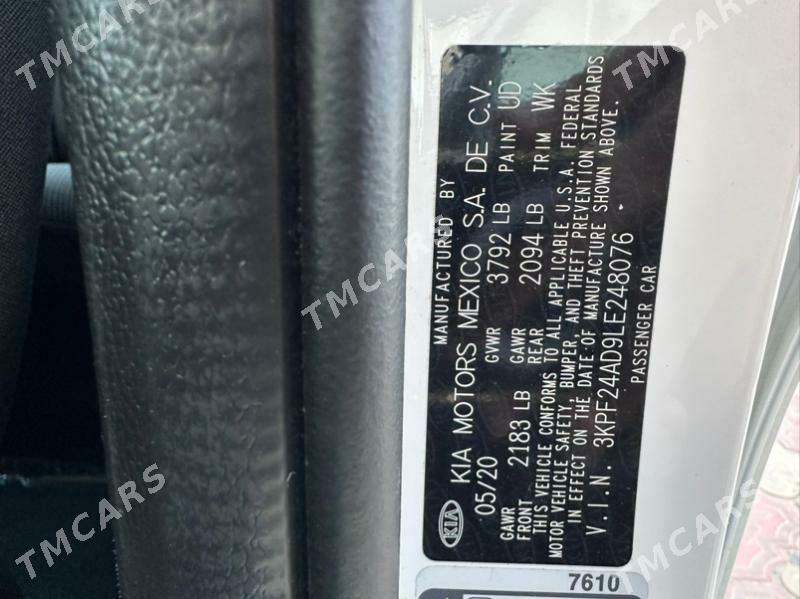 MANUFACTURED BY
KIA KIA MOTORS MEXICO S.A. DE C.V.
05/20 GVWR 3792 LB PAINT UD
GAWR FRONT 2183 LB GAWR REAR 2094 LB TRIM WK
THIS VEHICLE CONFORMS TO ALL APPLICABLE U.S.A. FEDERAL
MOTOR VEHICLE SAFETY, BUMPER, AND THEFT PREVENTION STANDARDS
IN EFFECT ON THE DATE OF MANUFACTURE SHOWN ABOVE.
V.I.N. 3KPF24AD9LE248076
PASSENGER CAR
7610
TMCARS
TMCARS
TMCARS
TMCARS
TMCARS